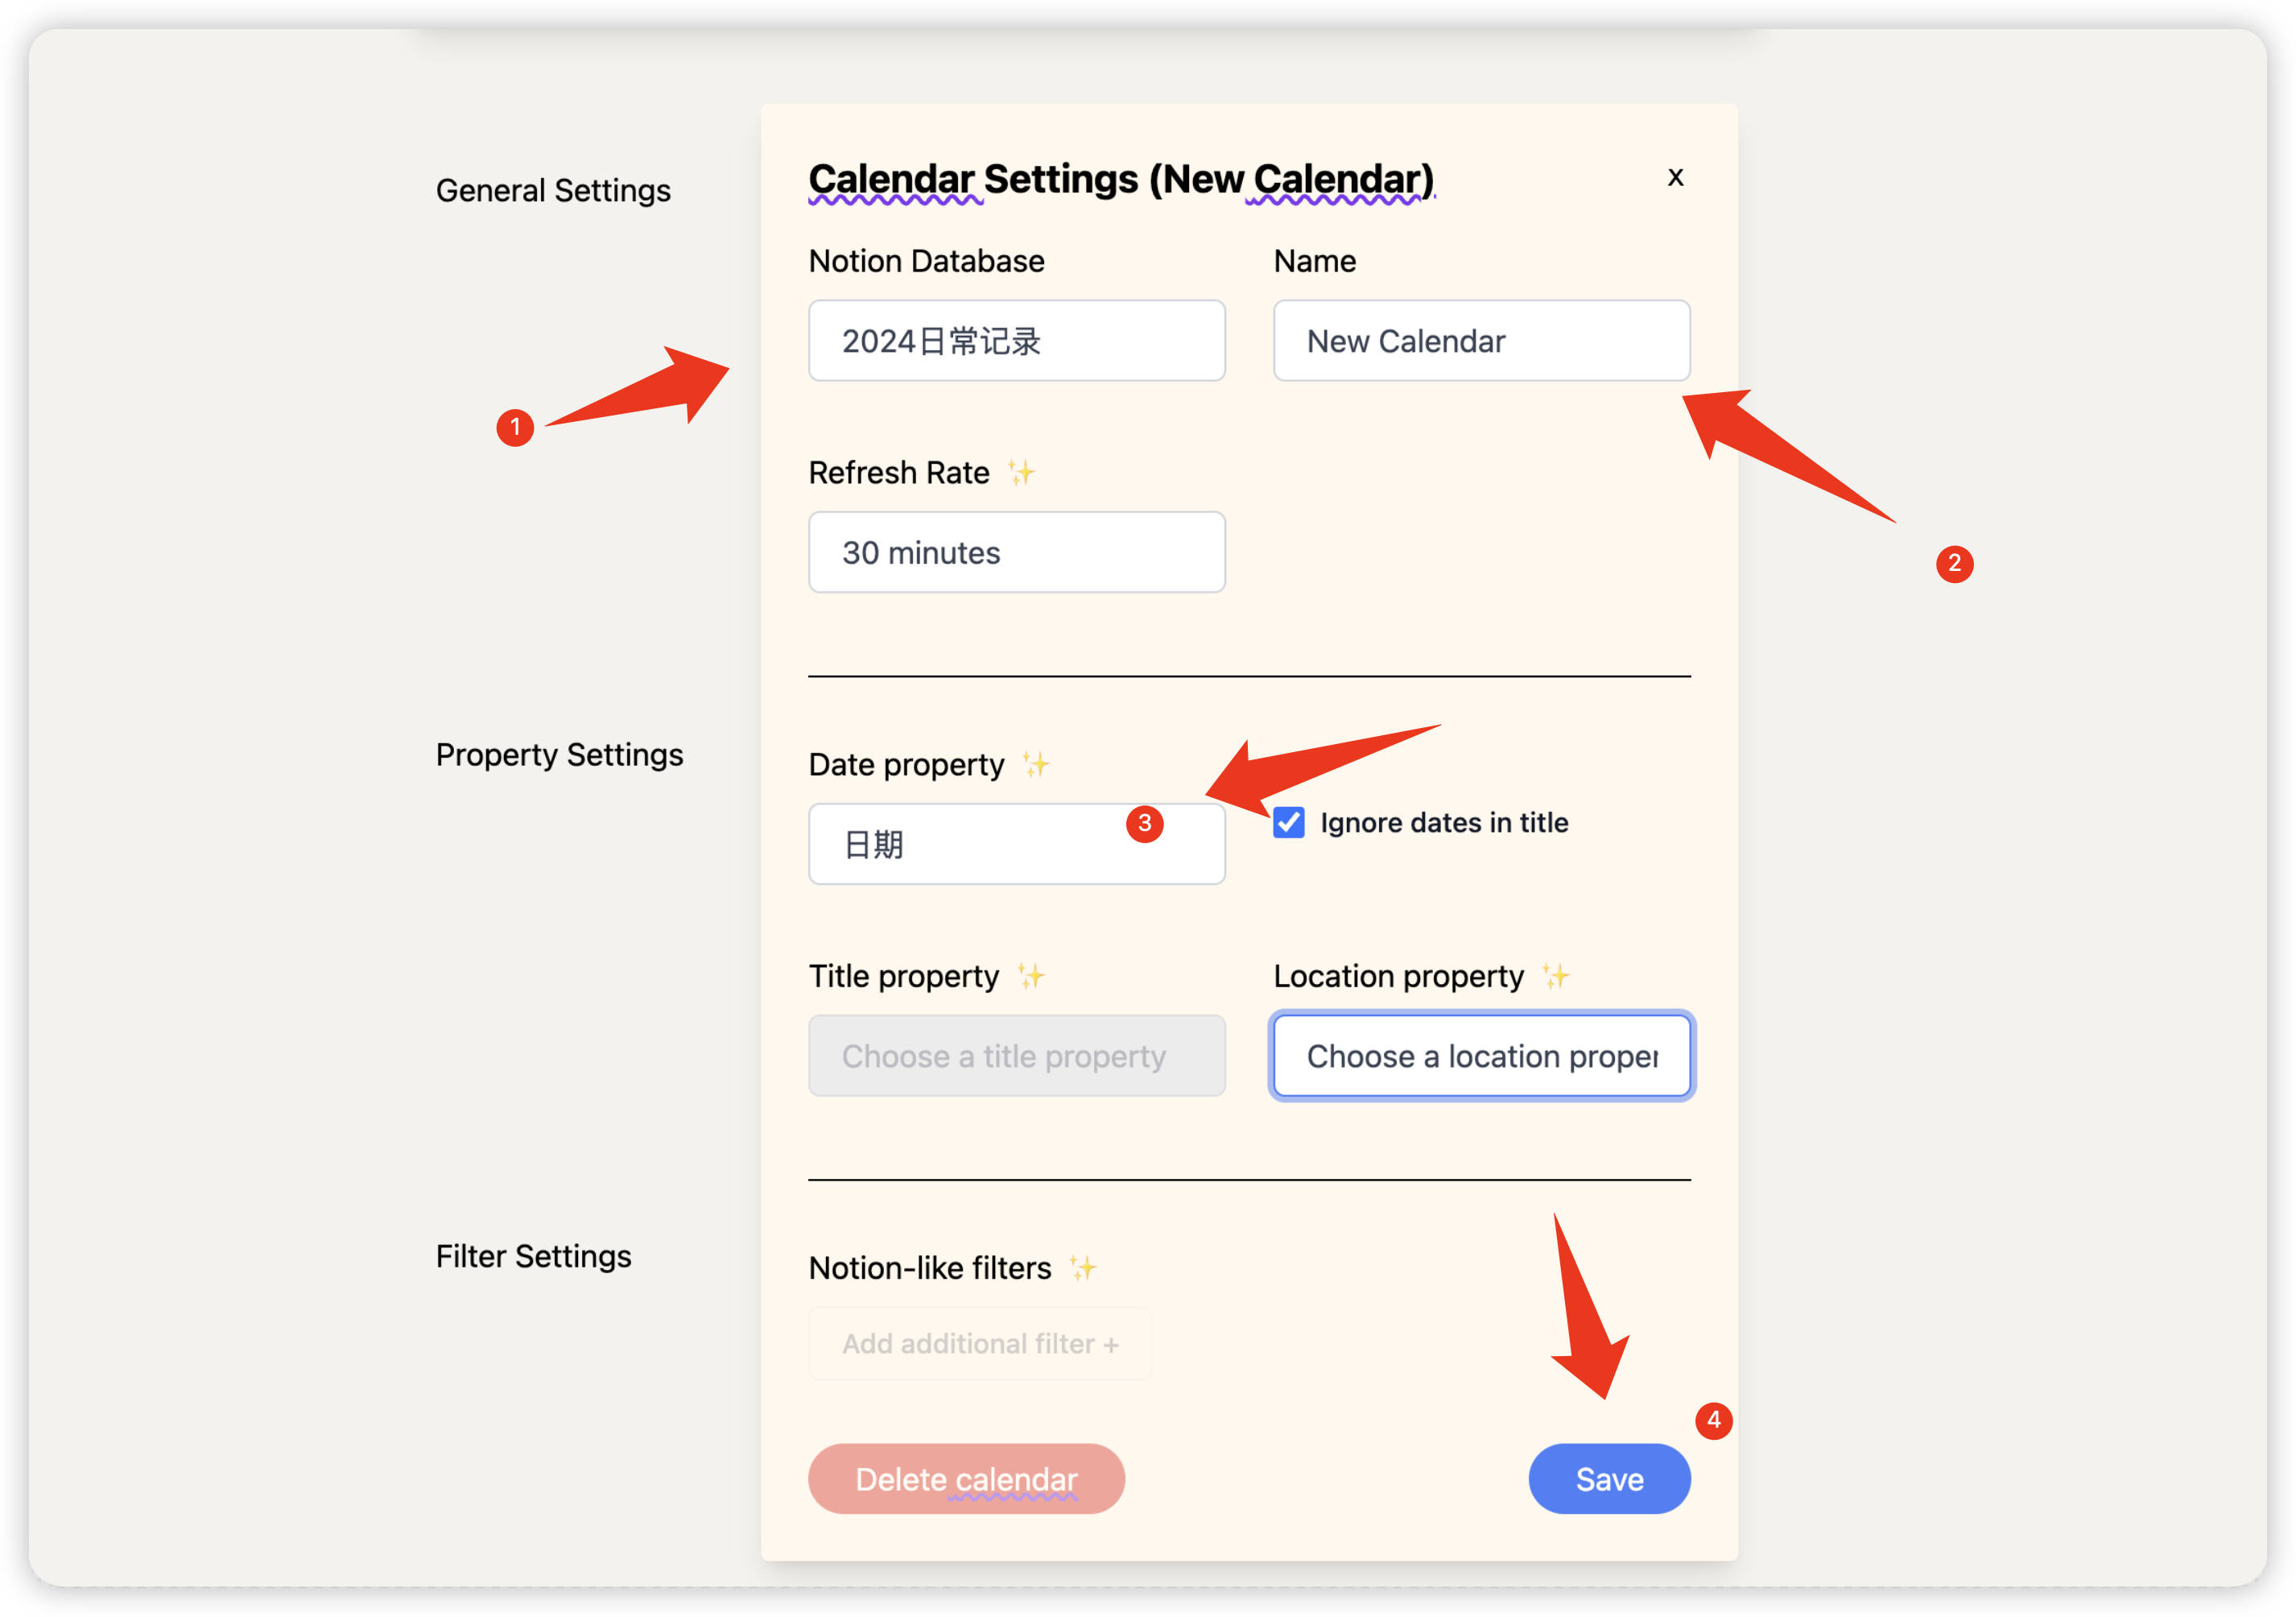 General Settings
Calendar Settings (New Calendar)
x
Notion Database
Name
2024日常记录
New Calendar
1
Refresh Rate ✨
30 minutes
2
Property Settings
Date property ✨
3
Ignore dates in title
日期
Title property ✨
Location property ✨
Choose a title property
Choose a location proper
Filter Settings
Notion-like filters ✨
Add additional filter +
4
Delete calendar
Save